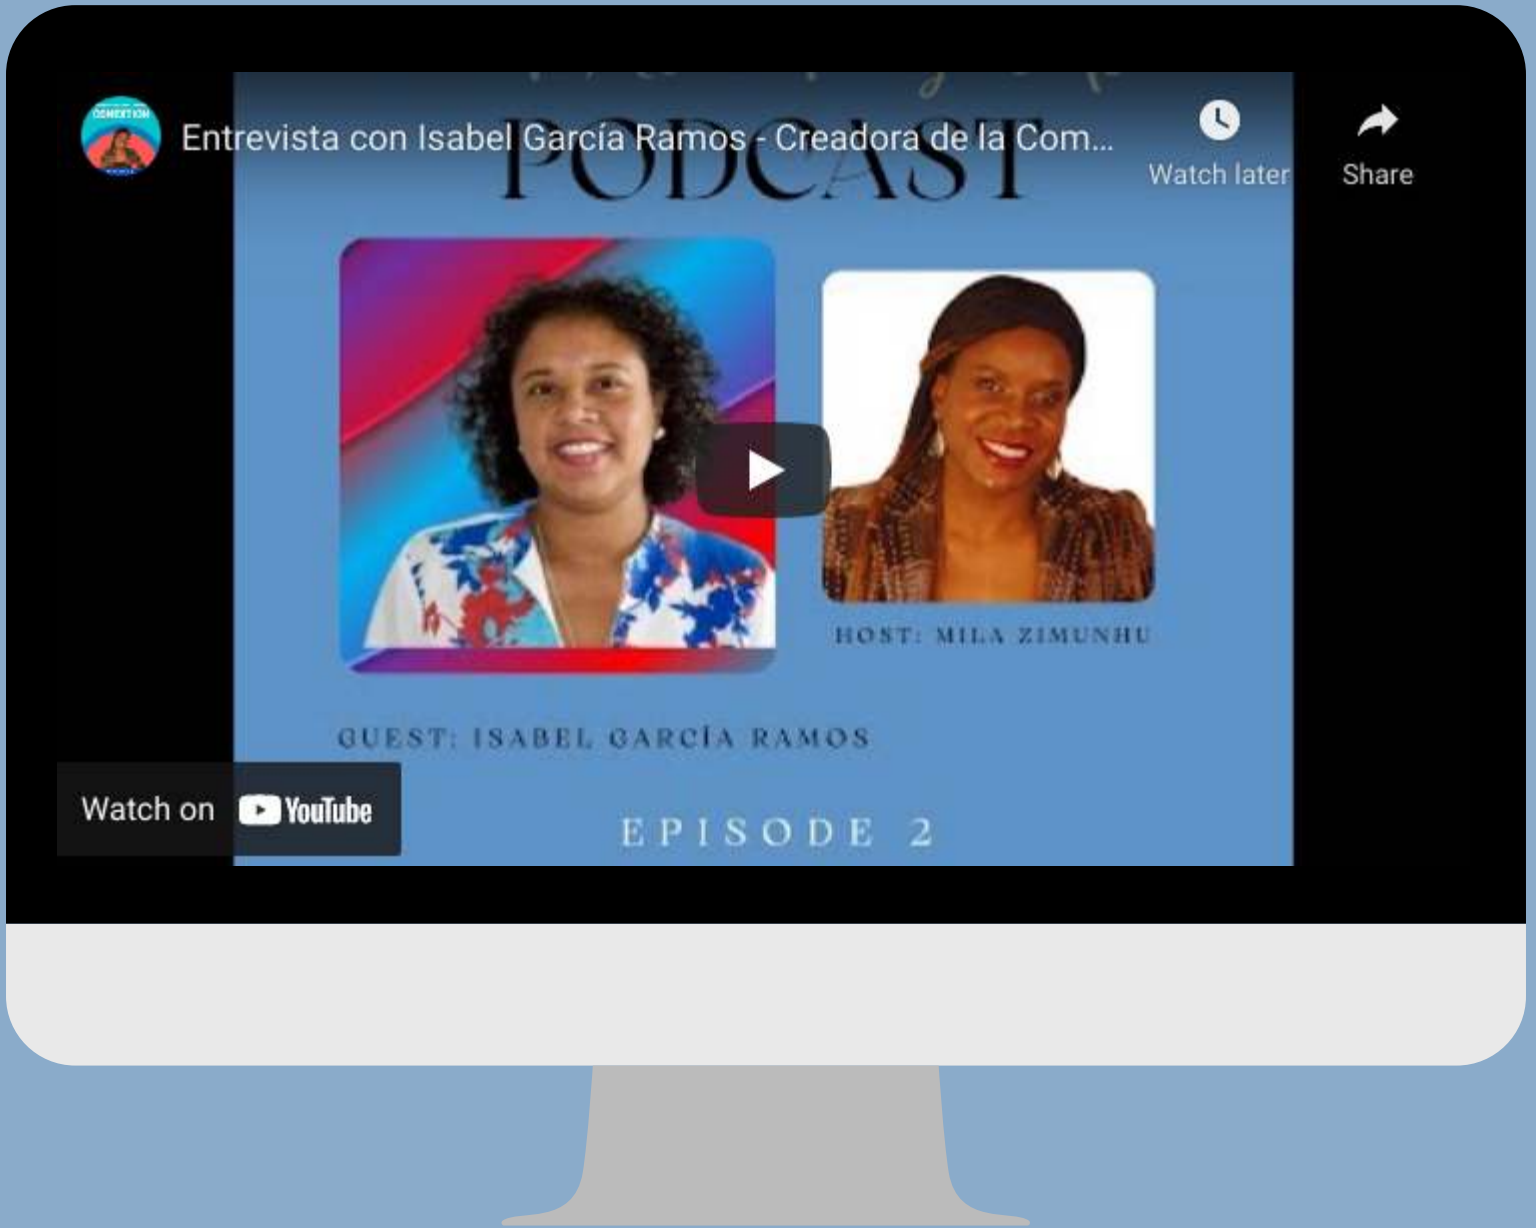 CONDITION
Entrevista con Isabel García Ramos - Creadora de la Com...
Watch later
Share
PODCAST
HOST: MILA ZIMUNHU
GUEST: ISABEL GARCÍA RAMOS
Watch on YouTube
EPISODE 2